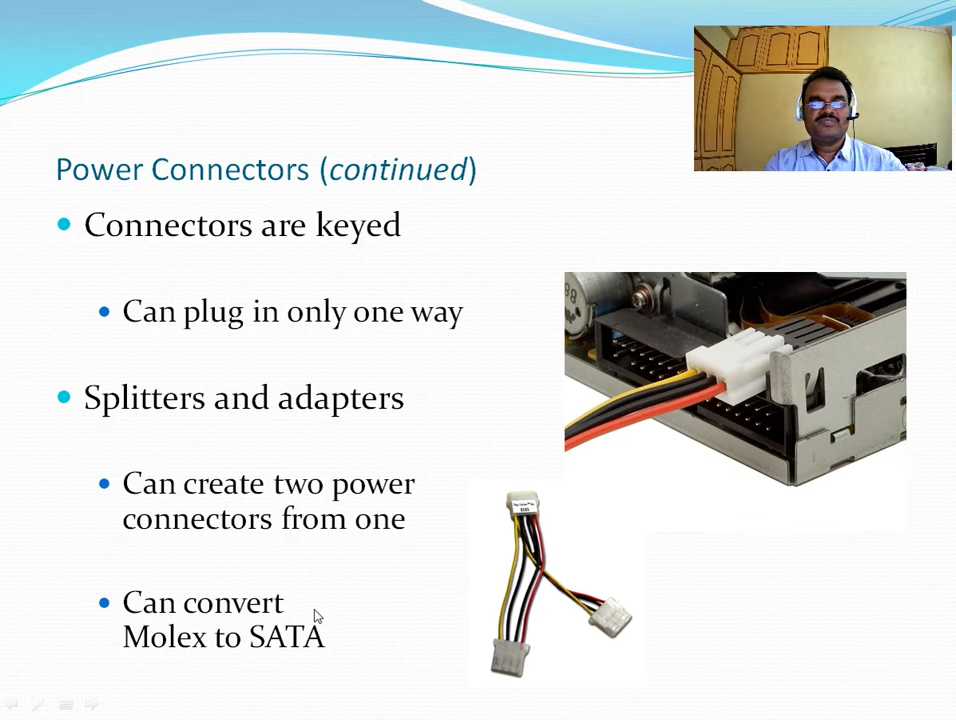 Power Connectors (continued)
Connectors are keyed
Can plug in only one way
Splitters and adapters
Can create two power
connectors from one
Can convert
Molex to SATA